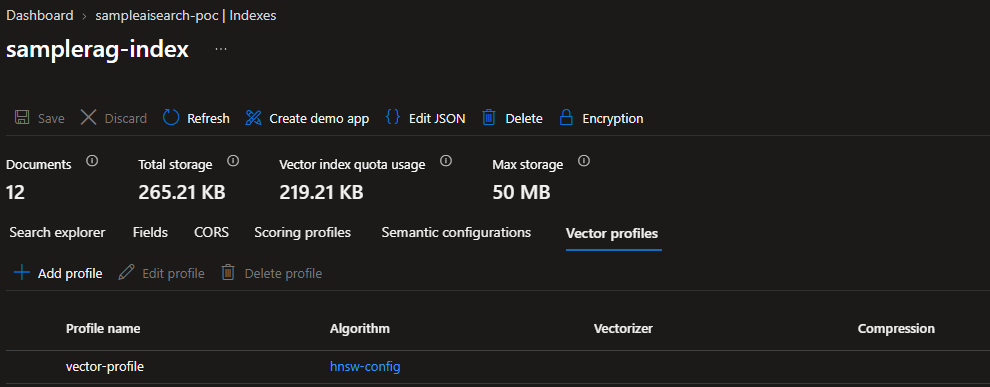 Dashboard > sampleaisearch-poc | Indexes
samplerag-index ...
Save Discard Refresh Create demo app Edit JSON Delete Encryption
Documents Total storage Vector index quota usage Max storage
12 265.21 KB 219.21 KB 50 MB
Search explorer Fields CORS Scoring profiles Semantic configurations Vector profiles
Add profile Edit profile Delete profile
Profile name Algorithm Vectorizer Compression
vector-profile hnsw-config